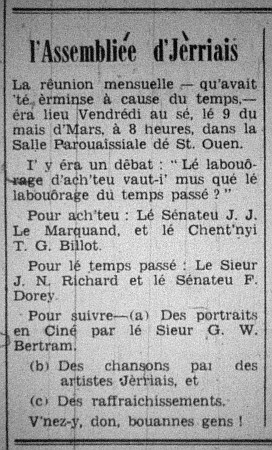 l'Assembliée d'Jèrriais
La rêunion mensuelle — qu'avait
'té èrminse à cause du temps,—
éra lieu Vendrédi au sé, lé 9 du
mais d'Mars, à 8 heures, dans la
Salle Parouaîssiale dé St. Ouen.
I' y éra un débat : " Lé labouô-
rage d'ach'teu vaut-i' mus qué lé
labouôrage du temps passé ? "
Pour ach'teu : Lé Sénateu J. J.
Le Marquand, et lé Chent'nyi
T. G. Billot.
Pour lé temps passé : Le Sieur
J. N. Richard et lé Sénateu F.
Dorey.
Pour suivre—(a) Des portraits
en Ciné par lé Sieur G. W.
Bertram.
(b) Des chansons par des
artistes Jèrriais, et
(c) Des raffraichissements.
V'nez-y, don, bouannes gens !